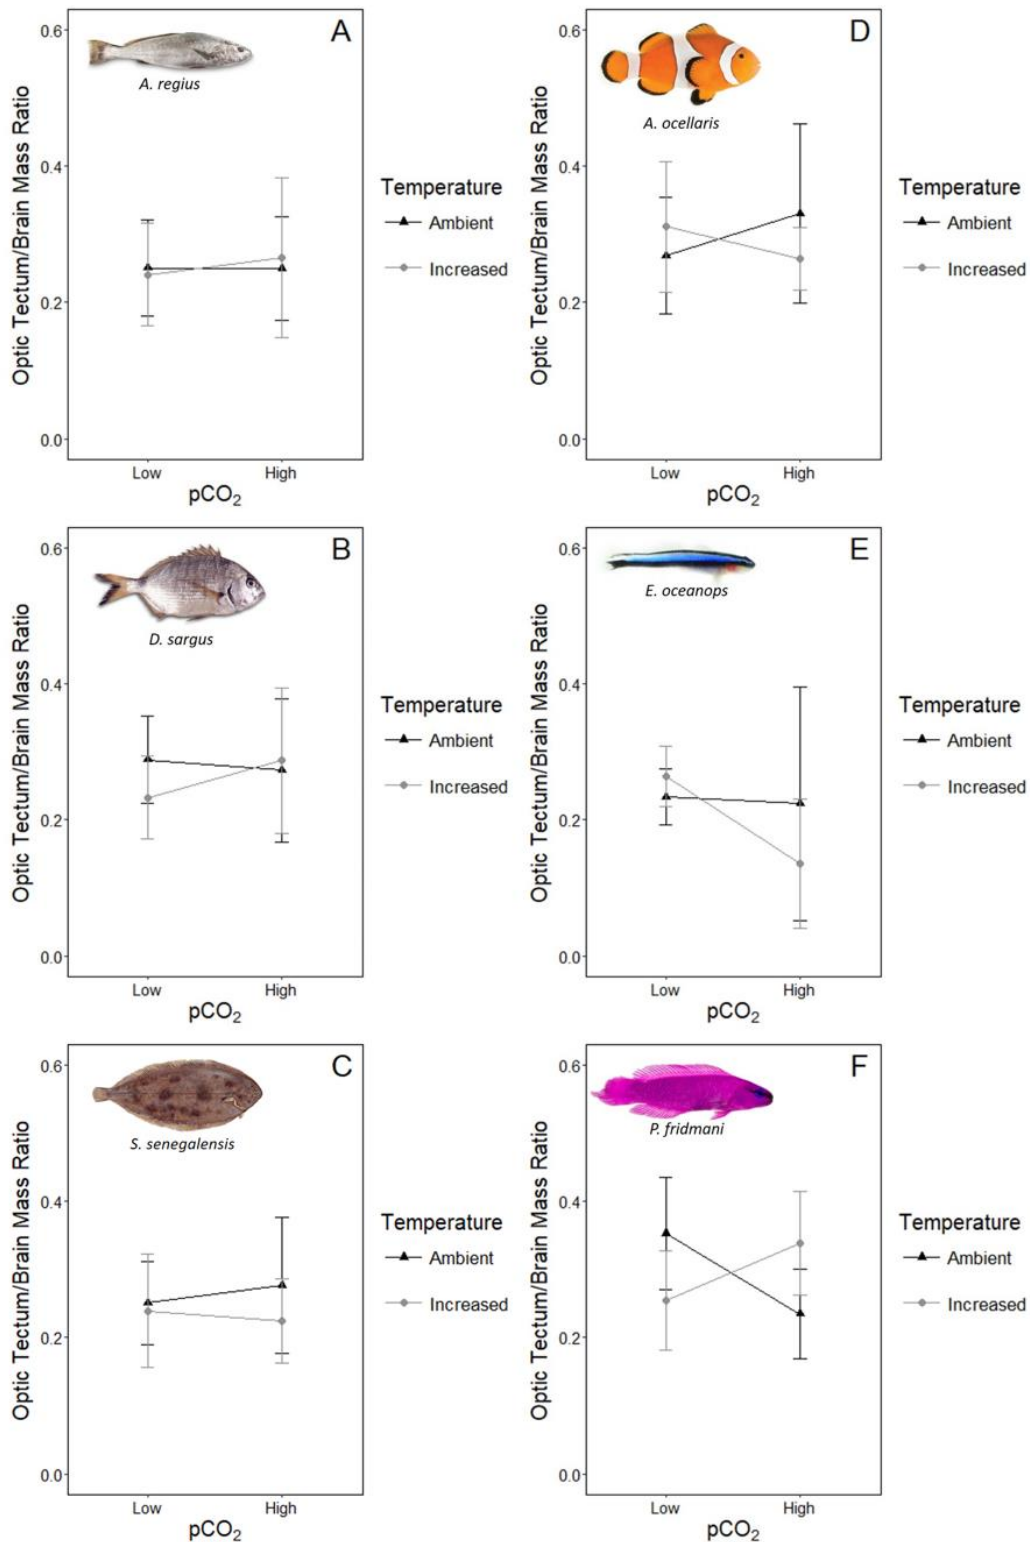 A
A. regius
Optic Tectum/Brain Mass Ratio
0.6
0.4
0.2
0.0
Low High
pCO₂
Temperature
Ambient
Increased
D
A. ocellaris
Optic Tectum/Brain Mass Ratio
0.6
0.4
0.2
0.0
Low High
pCO₂
Temperature
Ambient
Increased
B
D. sargus
Optic Tectum/Brain Mass Ratio
0.6
0.4
0.2
0.0
Low High
pCO₂
Temperature
Ambient
Increased
E
E. oceanops
Optic Tectum/Brain Mass Ratio
0.6
0.4
0.2
0.0
Low High
pCO₂
Temperature
Ambient
Increased
C
S. senegalensis
Optic Tectum/Brain Mass Ratio
0.6
0.4
0.2
0.0
Low High
pCO₂
Temperature
Ambient
Increased
F
P. fridmani
Optic Tectum/Brain Mass Ratio
0.6
0.4
0.2
0.0
Low High
pCO₂
Temperature
Ambient
Increased